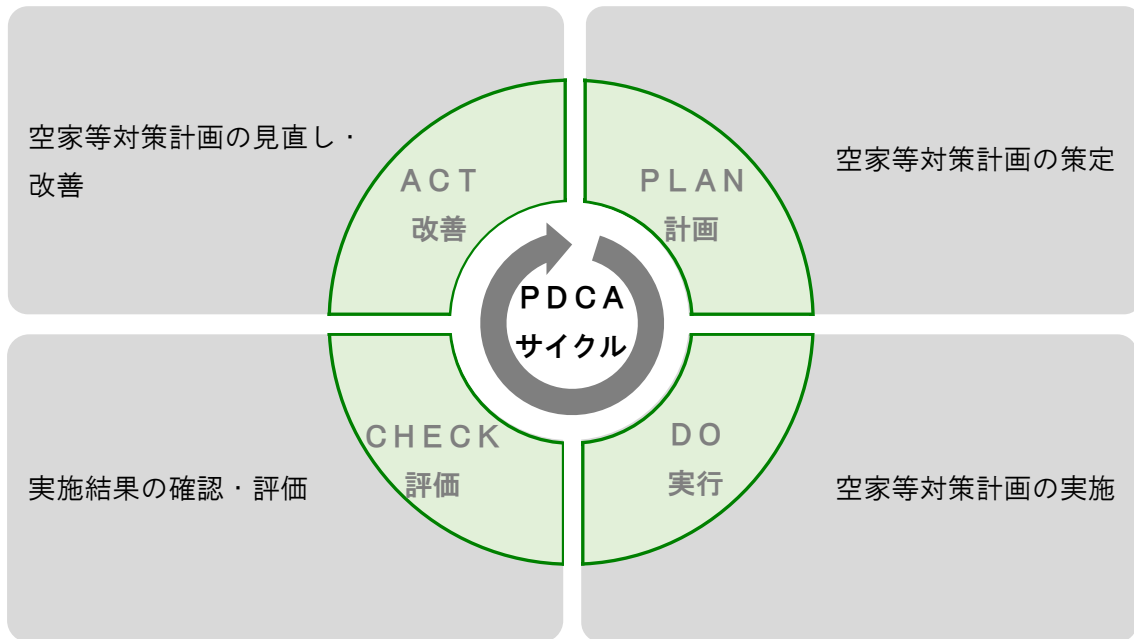 空家等対策計画の見直し・
改善
ＡＣＴ
改善
ＰＬＡＮ
計画
空家等対策計画の策定
ＰＤＣＡ
サイクル
実施結果の確認・評価
ＣＨＥＣＫ
評価
ＤＯ
実行
空家等対策計画の実施